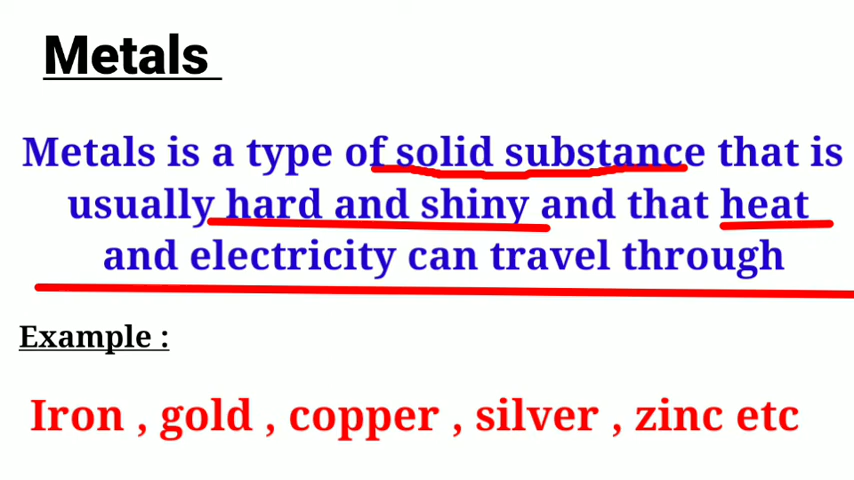 Metals
Metals is a type of solid substance that is
usually hard and shiny and that heat
and electricity can travel through
Example :
Iron , gold , copper , silver , zinc etc